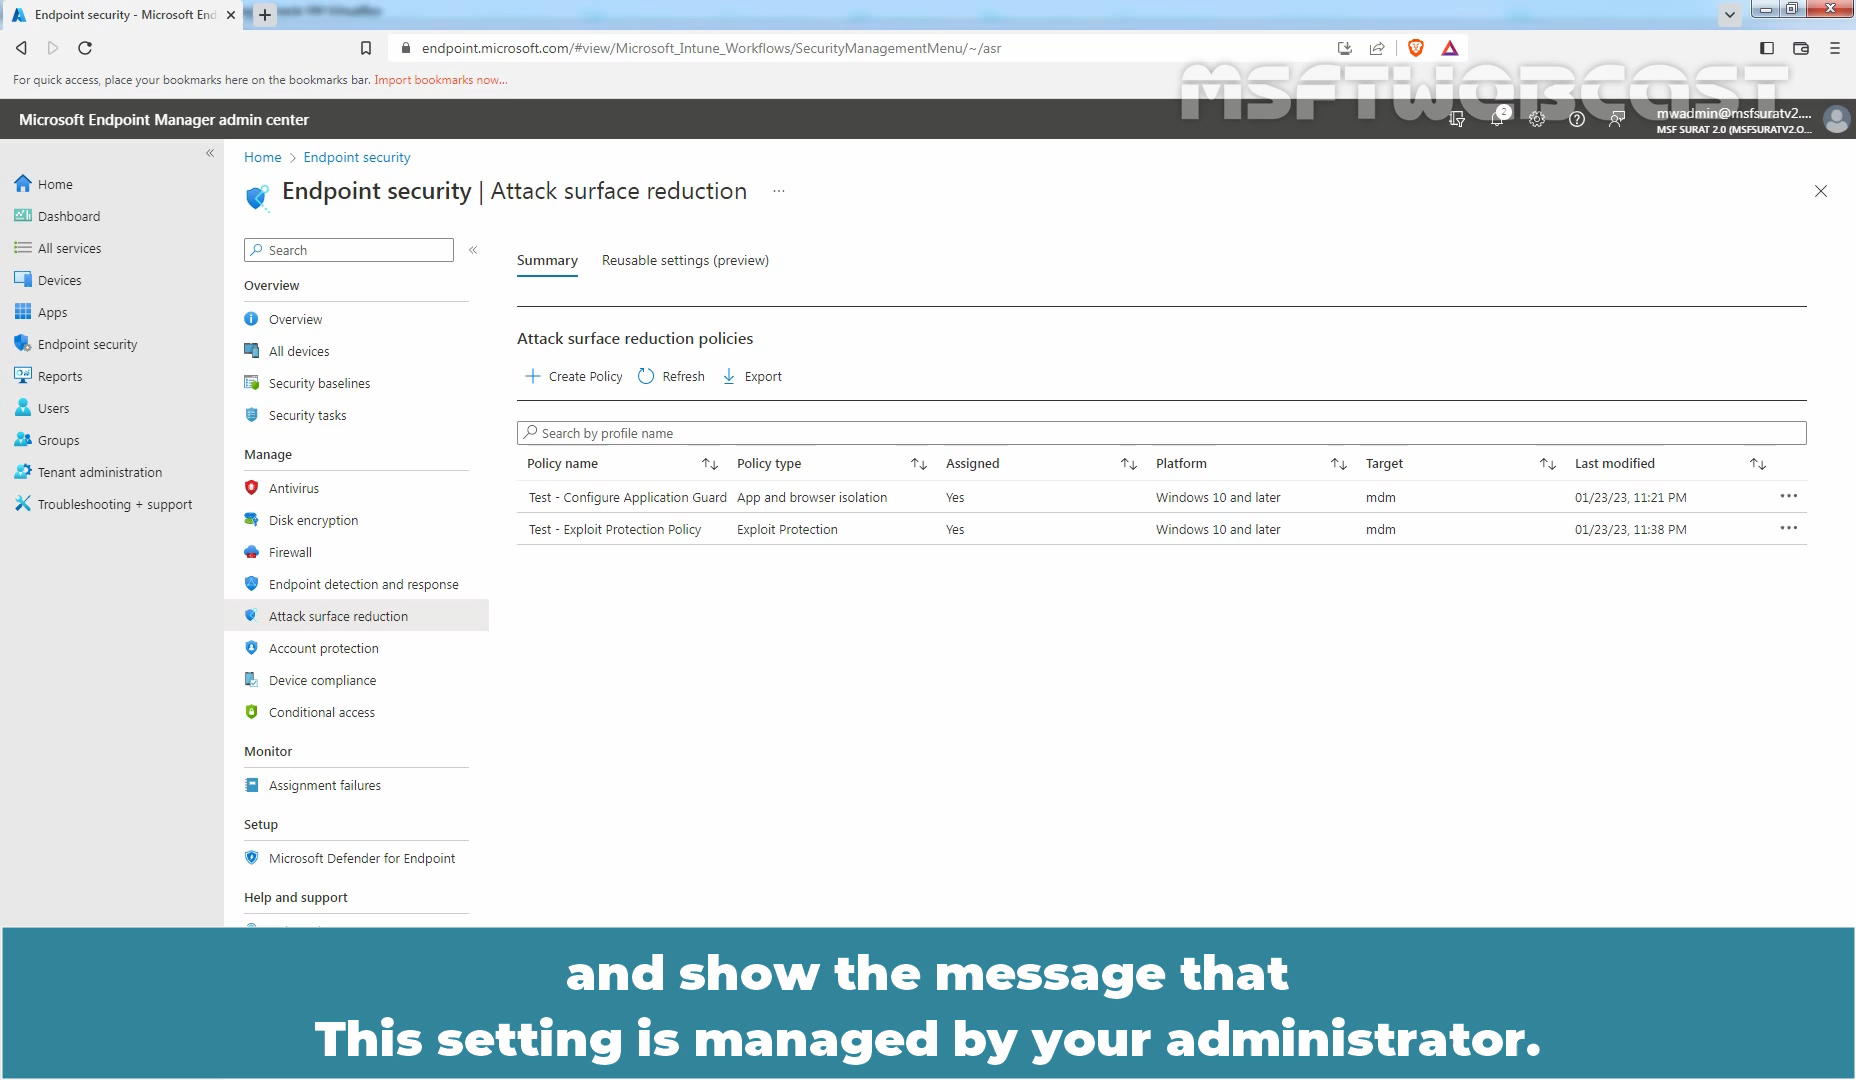 Endpoint security - Microsoft End
endpoint.microsoft.com/#view/Microsoft_Intune_Workflows/SecurityManagementMenu/~/asr
For quick access, place your bookmarks here on the bookmarks bar. Import bookmarks now...
MSFTWEBCAST
Microsoft Endpoint Manager admin center
2
mwadmin@msfsuratv2....
MSF SURAT 2.0 (MSFSURATV2.O...
Home > Endpoint security
Endpoint security | Attack surface reduction ...
Home
Dashboard
All services
Devices
Apps
Endpoint security
Reports
Users
Groups
Tenant administration
Troubleshooting + support
Search
Overview
Overview
All devices
Security baselines
Security tasks
Manage
Antivirus
Disk encryption
Firewall
Endpoint detection and response
Attack surface reduction
Account protection
Device compliance
Conditional access
Monitor
Assignment failures
Setup
Microsoft Defender for Endpoint
Help and support
Summary Reusable settings (preview)
Attack surface reduction policies
Create Policy Refresh Export
Search by profile name
Policy name Policy type Assigned Platform Target Last modified
Test - Configure Application Guard App and browser isolation Yes Windows 10 and later mdm 01/23/23, 11:21 PM
Test - Exploit Protection Policy Exploit Protection Yes Windows 10 and later mdm 01/23/23, 11:38 PM
and show the message that
This setting is managed by your administrator.